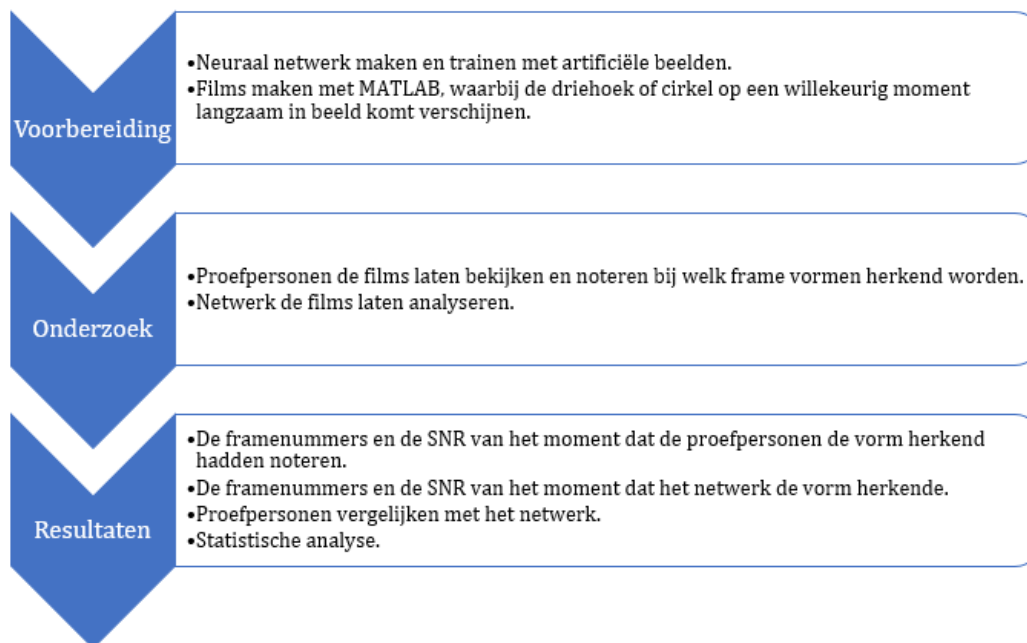 Voorbereiding
•Neuraal netwerk maken en trainen met artificiële beelden.
•Films maken met MATLAB, waarbij de driehoek of cirkel op een willekeurig moment
langzaam in beeld komt verschijnen.
Onderzoek
•Proefpersonen de films laten bekijken en noteren bij welk frame vormen herkend worden.
•Netwerk de films laten analyseren.
Resultaten
•De framenummers en de SNR van het moment dat de proefpersonen de vorm herkend
hadden noteren.
•De framenummers en de SNR van het moment dat het netwerk de vorm herkende.
•Proefpersonen vergelijken met het netwerk.
•Statistische analyse.